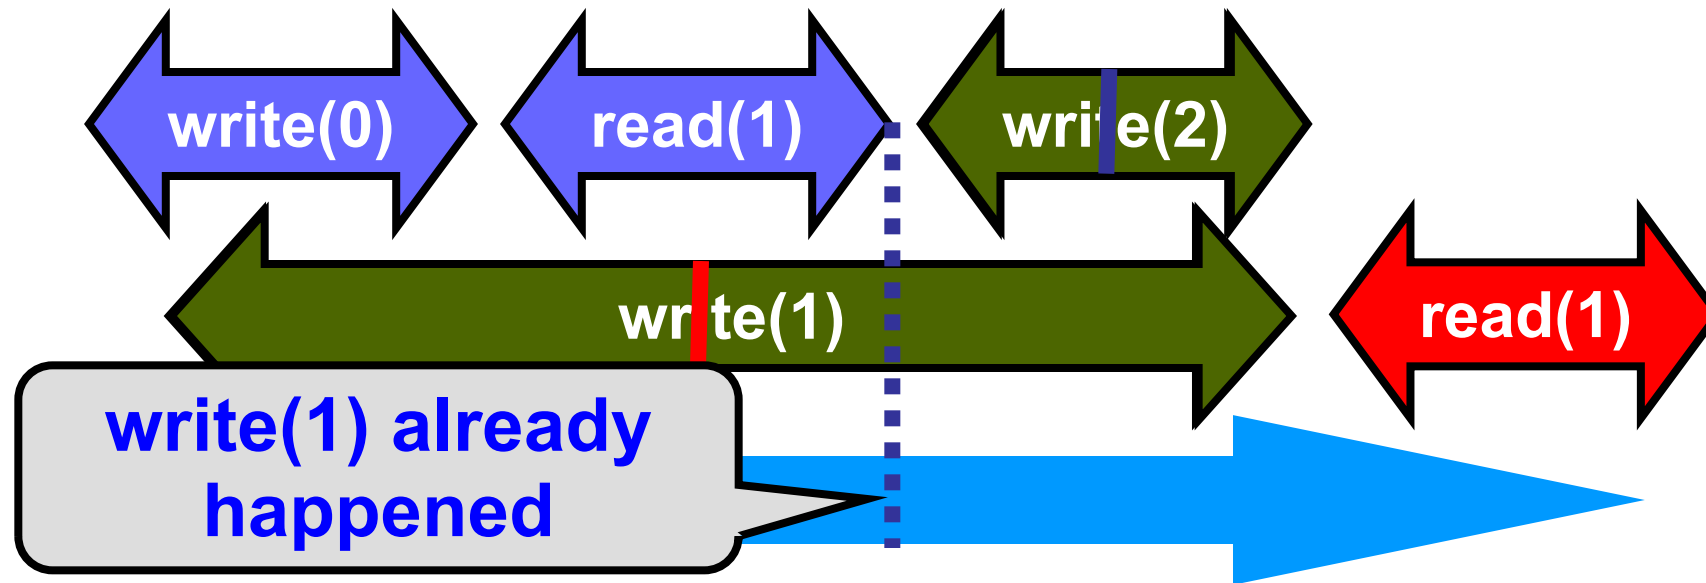 write(0)
read(1)
write(2)
write(1)
read(1)
write(1) already
happened